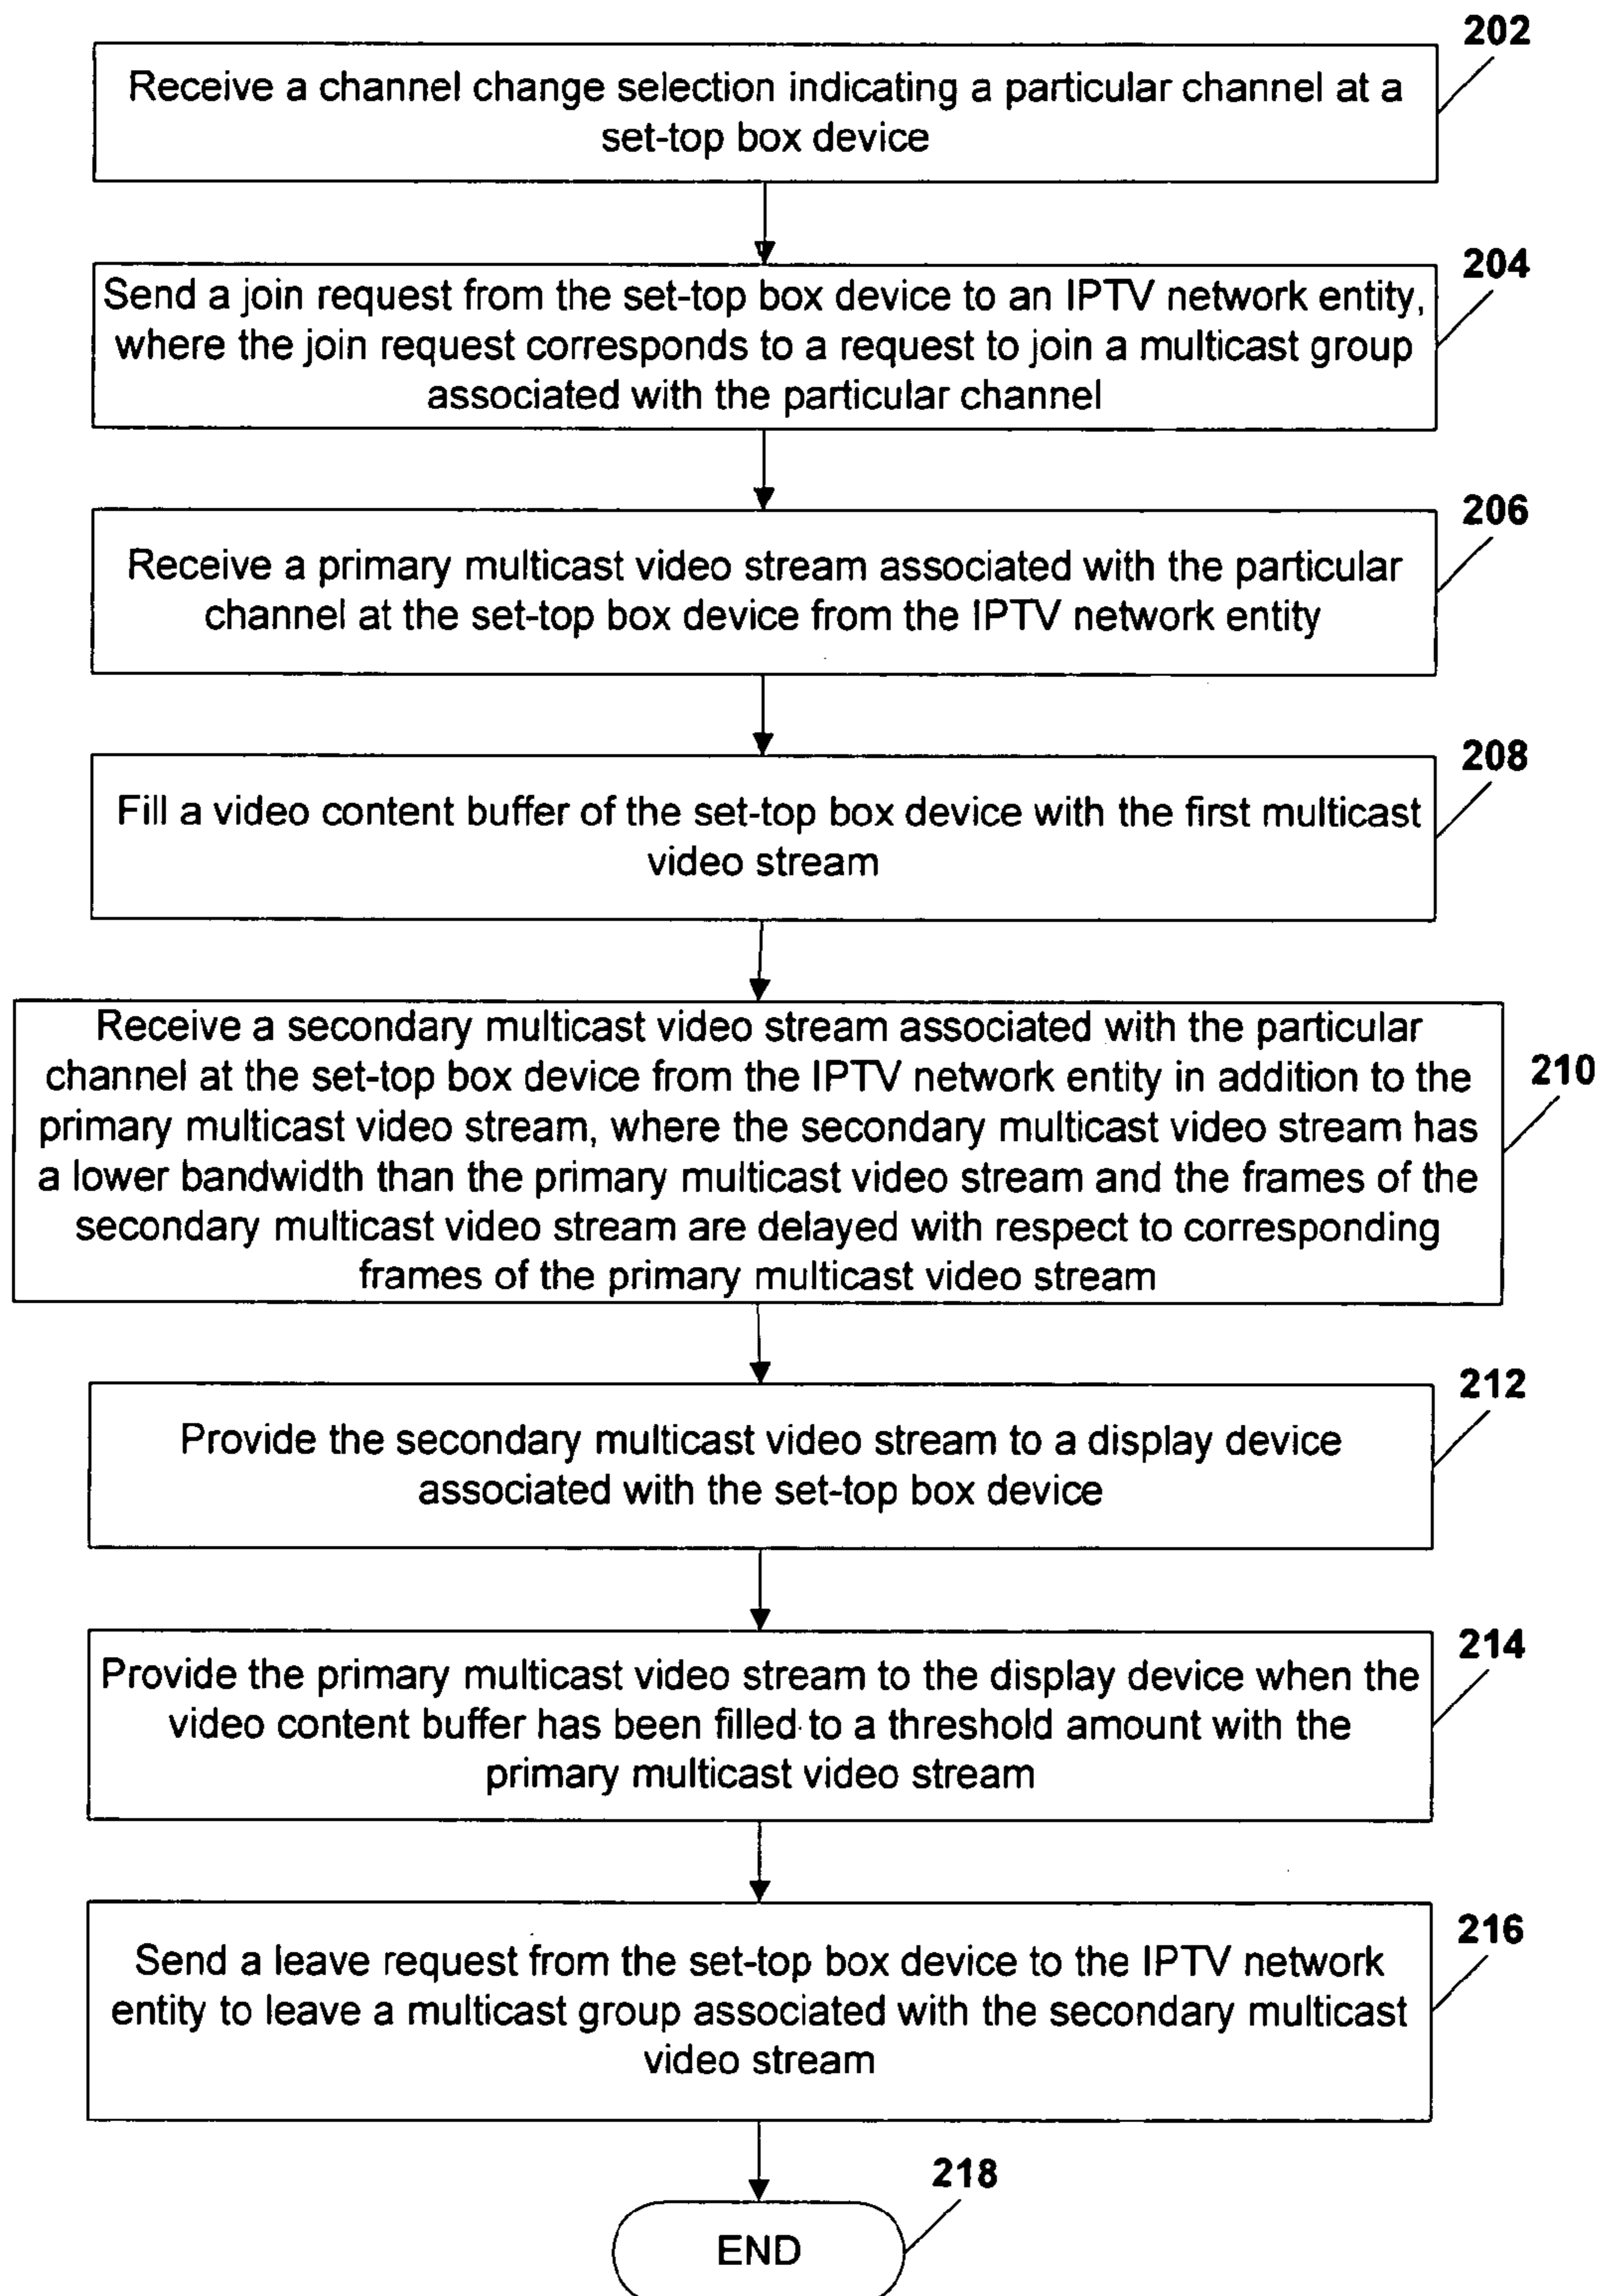 202
Receive a channel change selection indicating a particular channel at a
set-top box device
204
Send a join request from the set-top box device to an IPTV network entity,
where the join request corresponds to a request to join a multicast group
associated with the particular channel
206
Receive a primary multicast video stream associated with the particular
channel at the set-top box device from the IPTV network entity
208
Fill a video content buffer of the set-top box device with the first multicast
video stream
210
Receive a secondary multicast video stream associated with the particular
channel at the set-top box device from the IPTV network entity in addition to the
primary multicast video stream, where the secondary multicast video stream has
a lower bandwidth than the primary multicast video stream and the frames of the
secondary multicast video stream are delayed with respect to corresponding
frames of the primary multicast video stream
212
Provide the secondary multicast video stream to a display device
associated with the set-top box device
214
Provide the primary multicast video stream to the display device when the
video content buffer has been filled to a threshold amount with the
primary multicast video stream
216
Send a leave request from the set-top box device to the IPTV network
entity to leave a multicast group associated with the secondary multicast
video stream
218
END